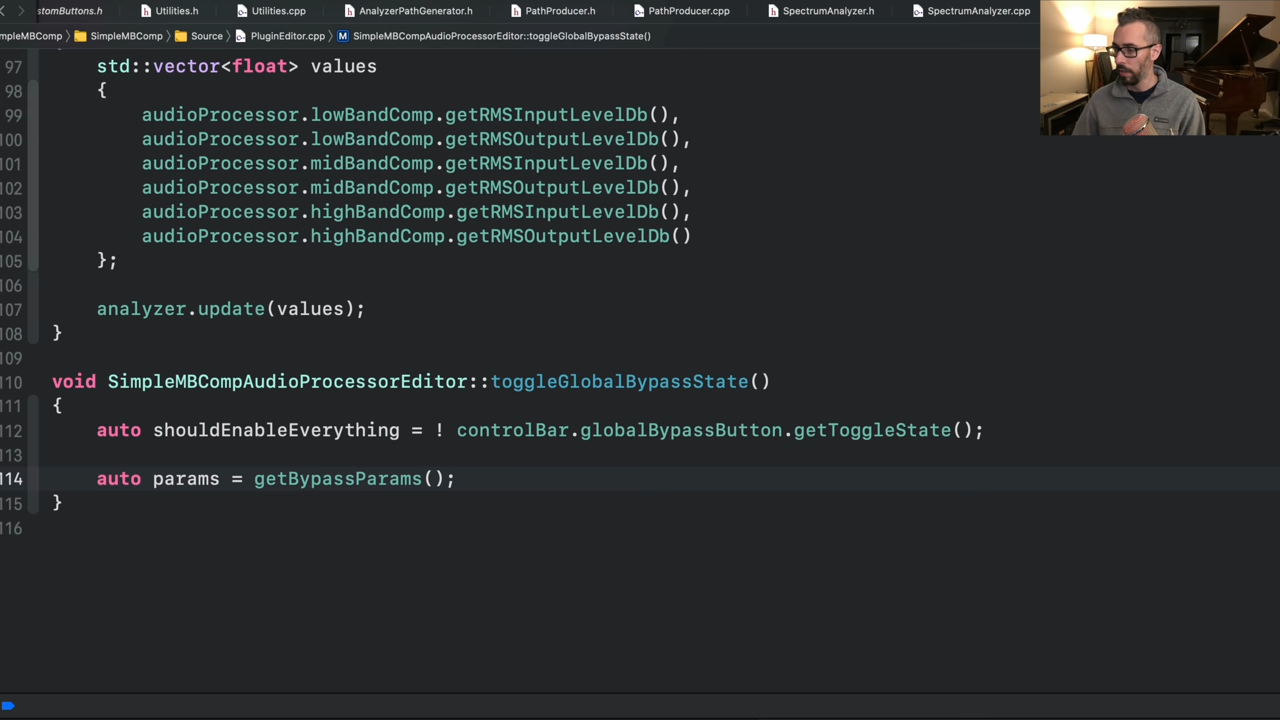 stomButtons.h Utilities.h Utilities.cpp AnalyzerPathGenerator.h PathProducer.h PathProducer.cpp SpectrumAnalyzer.h SpectrumAnalyzer.cpp
mpleMBComp SimpleMBComp Source PluginEditor.cpp M SimpleMBCompAudioProcessorEditor::toggleGlobalBypassState()
97 std::vector<float> values
98 {
99 audioProcessor.lowBandComp.getRMSInputLevelDb(),
100 audioProcessor.lowBandComp.getRMSOutputLevelDb(),
101 audioProcessor.midBandComp.getRMSInputLevelDb(),
102 audioProcessor.midBandComp.getRMSOutputLevelDb(),
103 audioProcessor.highBandComp.getRMSInputLevelDb(),
104 audioProcessor.highBandComp.getRMSOutputLevelDb()
105 };
106
107 analyzer.update(values);
108 }
109
110 void SimpleMBCompAudioProcessorEditor::toggleGlobalBypassState()
111 {
112 auto shouldEnableEverything = ! controlBar.globalBypassButton.getToggleState();
113
114 auto params = getBypassParams();
115 }
116